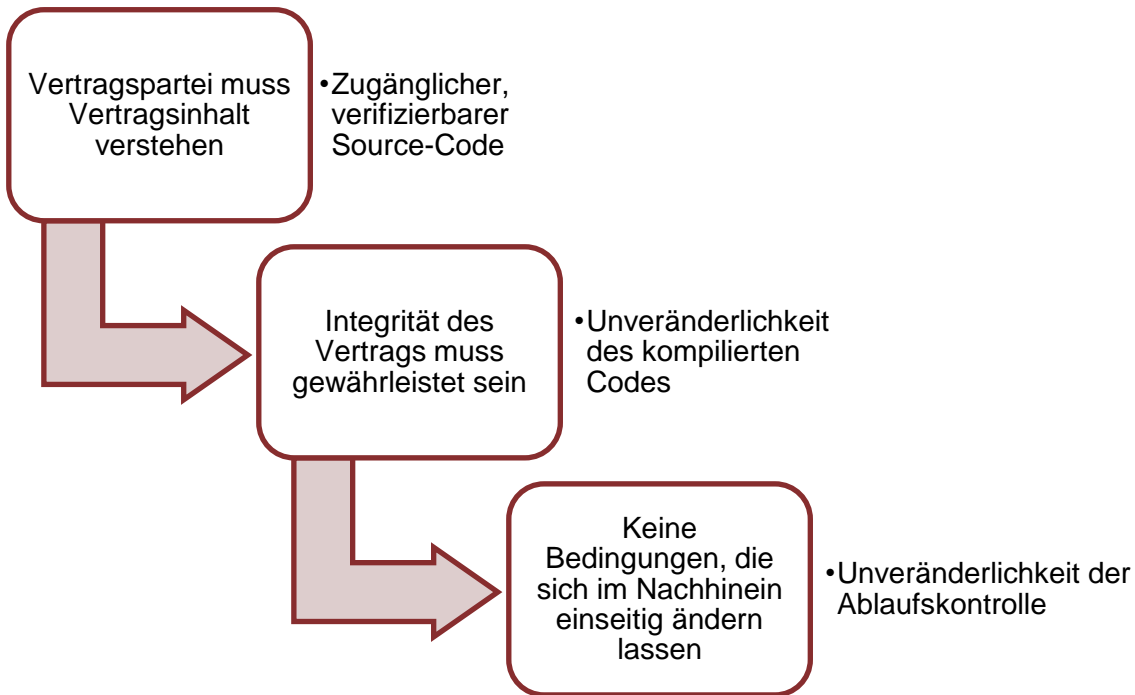 Vertragspartei muss
Vertragsinhalt
verstehen
•Zugänglicher,
verifizierbarer
Source-Code
Integrität des
Vertrags muss
gewährleistet sein
•Unveränderlichkeit
des kompilierten
Codes
Keine
Bedingungen, die
sich im Nachhinein
einseitig ändern
lassen
•Unveränderlichkeit der
Ablaufskontrolle